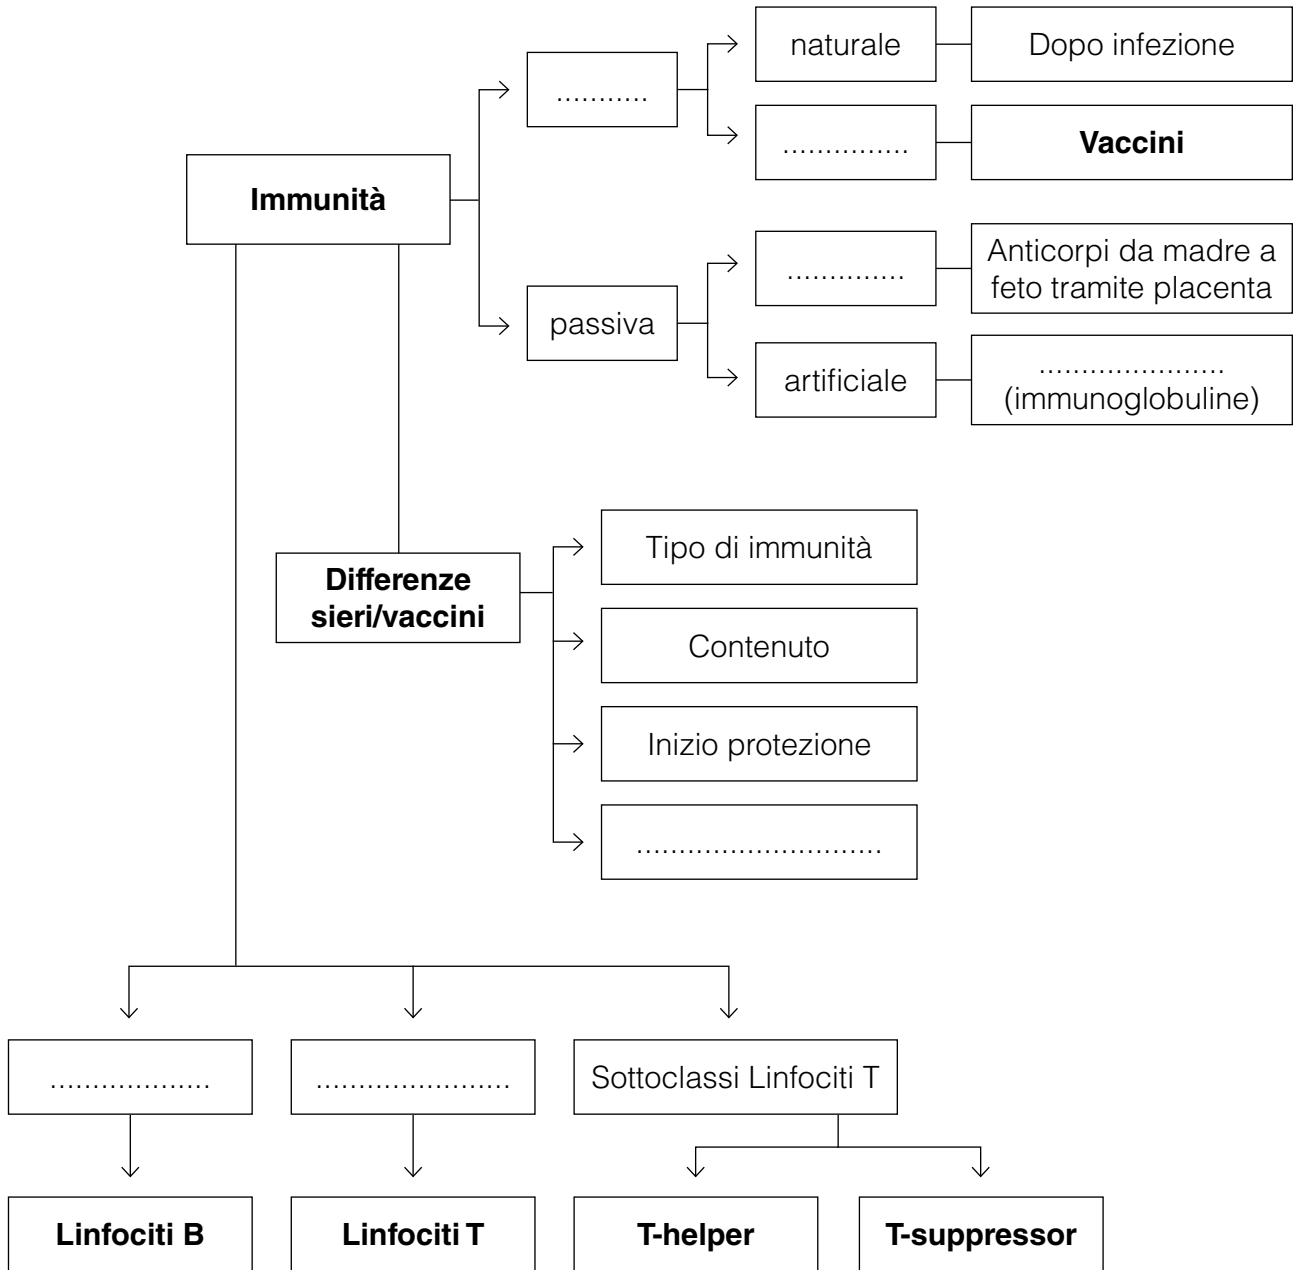 naturale
Dopo infezione
...........
...............
Vaccini
Immunità
..............
Anticorpi da madre a
feto tramite placenta
passiva
artificiale
......................
(immunoglobuline)
Tipo di immunità
Differenze
sieri/vaccini
Contenuto
Inizio protezione
.............................
...................
.......................
Sottoclassi Linfociti T
Linfociti B
Linfociti T
T-helper
T-suppressor